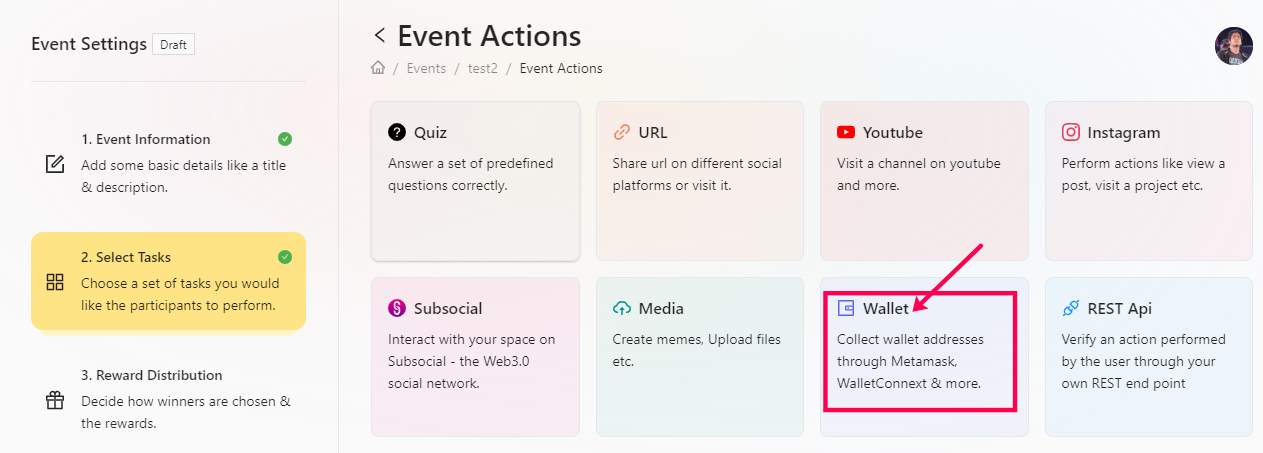 Event Settings Draft
1. Event Information
Add some basic details like a title
& description.
2. Select Tasks
Choose a set of tasks you would
like the participants to perform.
3. Reward Distribution
Decide how winners are chosen &
the rewards.
Event Actions
/ Events / test2 / Event Actions
Quiz
Answer a set of predefined
questions correctly.
URL
Share url on different social
platforms or visit it.
Youtube
Visit a channel on youtube
and more.
Instagram
Perform actions like view a
post, visit a project etc.
Subsocial
Interact with your space on
Subsocial - the Web3.0
social network.
Media
Create memes, Upload files
etc.
Wallet
Collect wallet addresses
through Metamask,
WalletConnext & more.
REST Api
Verify an action performed
by the user through your
own REST end point